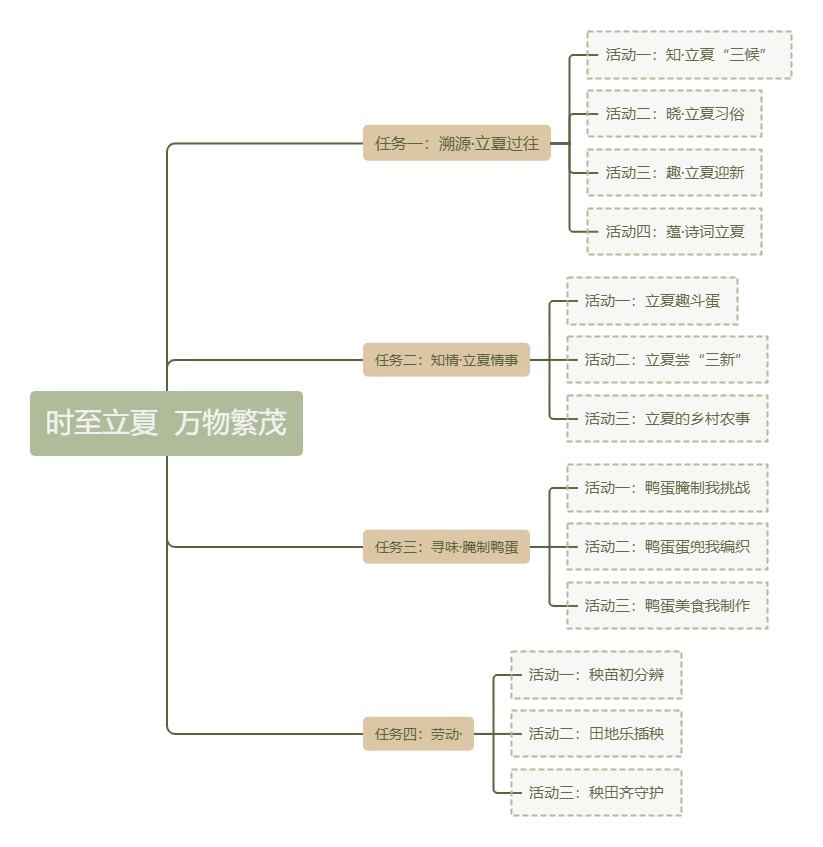 时至立夏 万物繁茂
任务一：溯源·立夏过往
活动一：知·立夏“三候”
活动二：晓·立夏习俗
活动三：趣·立夏迎新
活动四：蕴·诗词立夏
任务二：知情·立夏情事
活动一：立夏趣斗蛋
活动二：立夏尝“三新”
活动三：立夏的乡村农事
任务三：寻味·腌制鸭蛋
活动一：鸭蛋腌制我挑战
活动二：鸭蛋蛋兜我编织
活动三：鸭蛋美食我制作
任务四：劳动·
活动一：秧苗初分辨
活动二：田地乐插秧
活动三：秧田齐守护